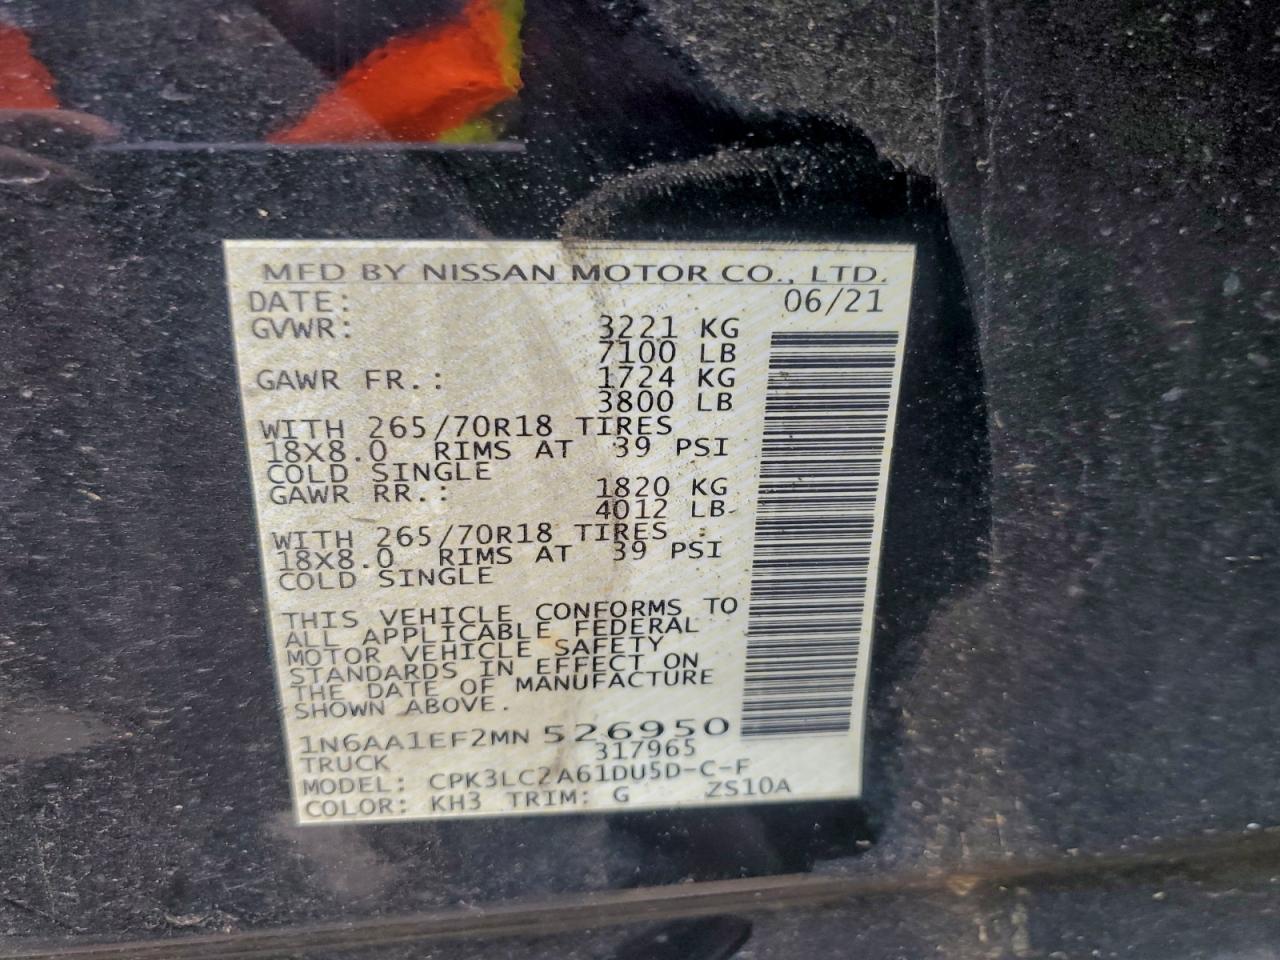 MFD BY NISSAN MOTOR CO., LTD.
DATE: 06/21
GVWR: 3221 KG
7100 LB
GAWR FR.: 1724 KG
3800 LB
WITH 265/70R18 TIRES
18X8.0 RIMS AT 39 PSI
COLD SINGLE
GAWR RR.: 1820 KG
4012 LB
WITH 265/70R18 TIRES
18X8.0 RIMS AT 39 PSI
COLD SINGLE
THIS VEHICLE CONFORMS TO
ALL APPLICABLE FEDERAL
MOTOR VEHICLE SAFETY
STANDARDS IN EFFECT ON
THE DATE OF MANUFACTURE
SHOWN ABOVE.
1N6AA1EF2MN526950
TRUCK 317965
MODEL: CPK3LC2A61DU5D-C-F
COLOR: KH3 TRIM: G ZS10A